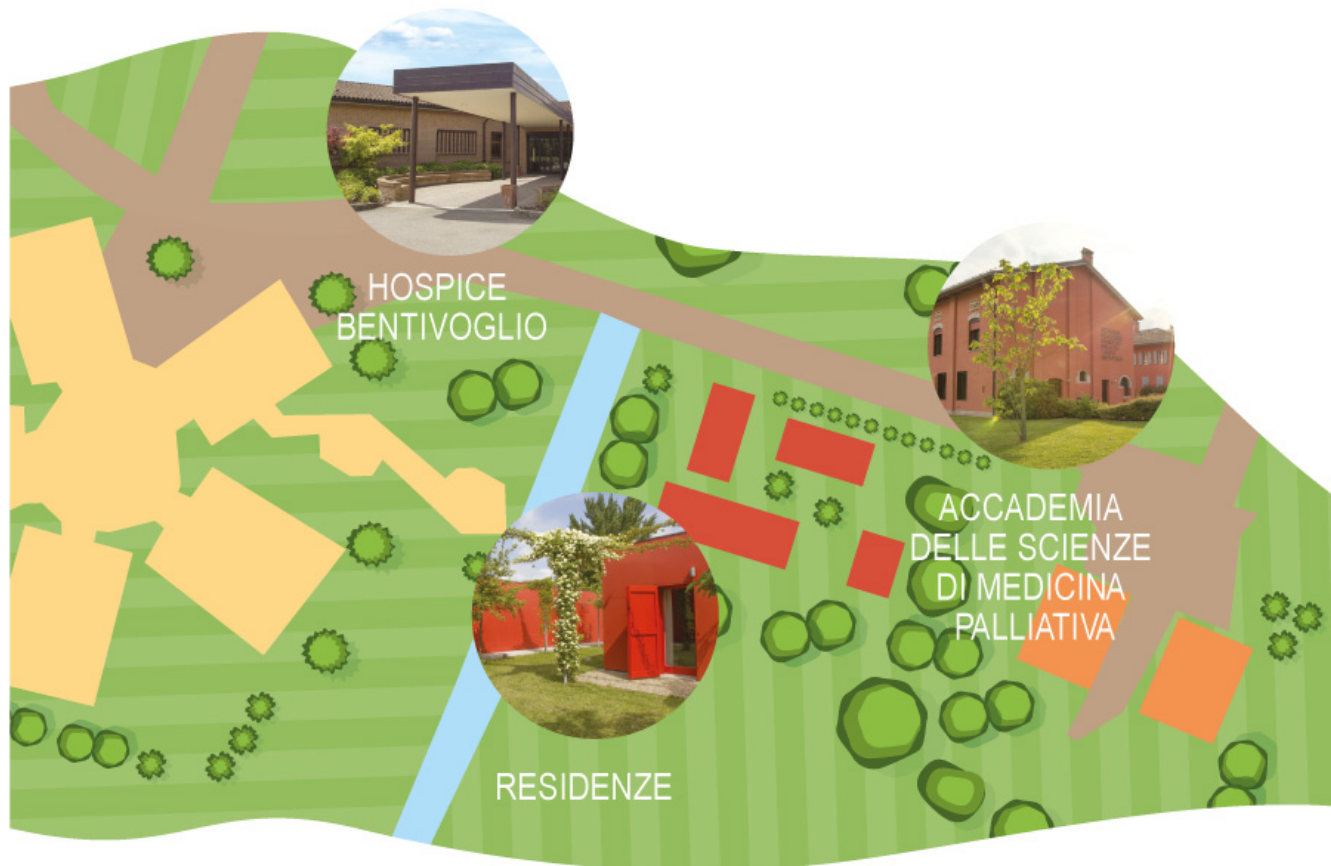 HOSPICE
BENTIVOGLIO
ACCADEMIA
DELLE SCIENZE
DI MEDICINA
PALLIATIVA
RESIDENZE